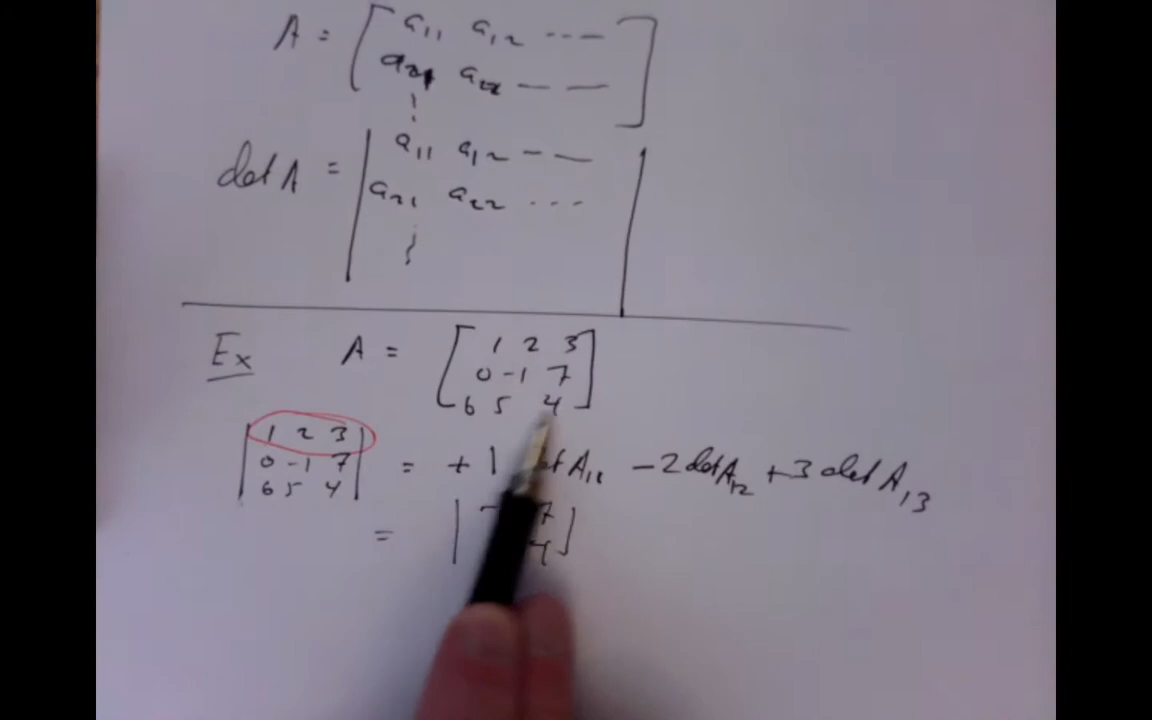 A = [ a11 a12 --- ]
a21 a22 — —
⋮
det A = | a11 a12 - — |
a21 a22 ...
⋮
Ex A = [ 1 2 3
0 -1 7
6 5 4 ]
| 1 2 3 |
| 0 -1 7 | = + 1 A11 - 2 det A12 + 3 det A13
| 6 5 4 |
= | 7
4 |